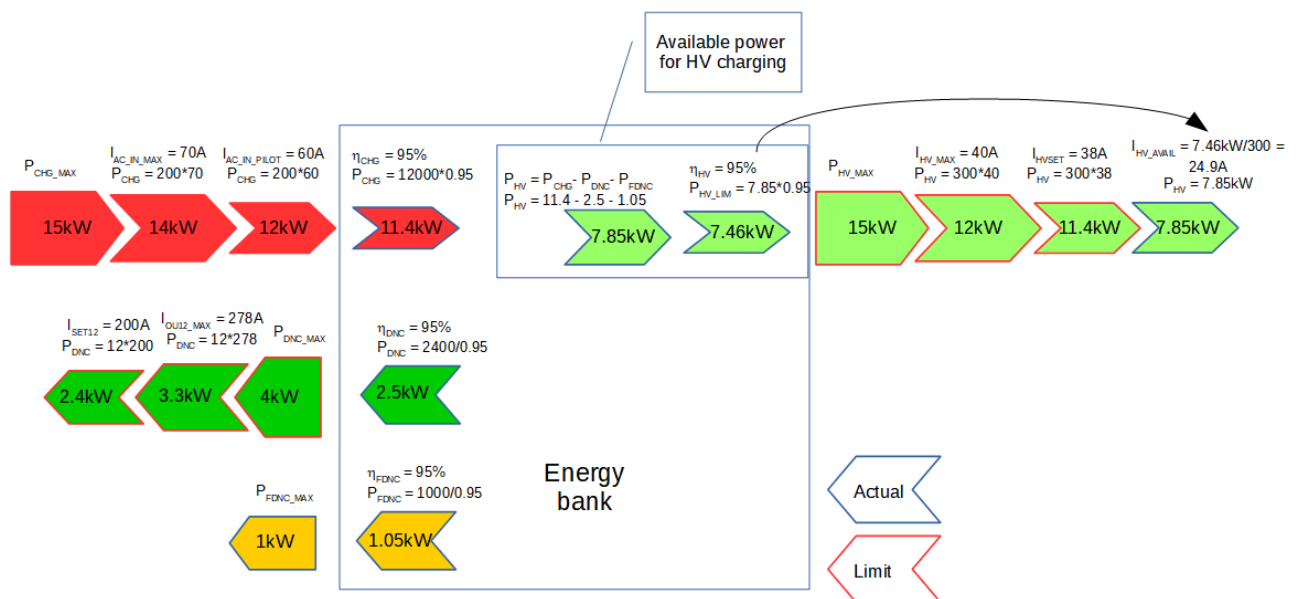 Available power
for HV charging
P_CHG_MAX
I_AC_IN_MAX = 70A
P_CHG = 200*70
I_AC_IN_PILOT = 60A
P_CHG = 200*60
η_CHG = 95%
P_CHG = 12000*0.95
P_HV = P_CHG- P_DNC - P_FDNC
P_HV = 11.4 - 2.5 - 1.05
η_HV = 95%
P_HV_LIM = 7.85*0.95
P_HV_MAX
I_HV_MAX = 40A
P_HV = 300*40
I_HVSET = 38A
P_HV = 300*38
I_HV_AVAIL = 7.46kW/300 =
24.9A
P_HV = 7.85kW
15kW
14kW
12kW
11.4kW
7.85kW
7.46kW
15kW
12kW
11.4kW
7.85kW
I_SET12 = 200A
P_DNC = 12*200
I_OU12_MAX = 278A
P_DNC = 12*278
P_DNC_MAX
η_DNC = 95%
P_DNC = 2400/0.95
2.4kW
3.3kW
4kW
2.5kW
P_FDNC_MAX
η_FDNC = 95%
P_FDNC = 1000/0.95
1kW
1.05kW
Energy
bank
Actual
Limit